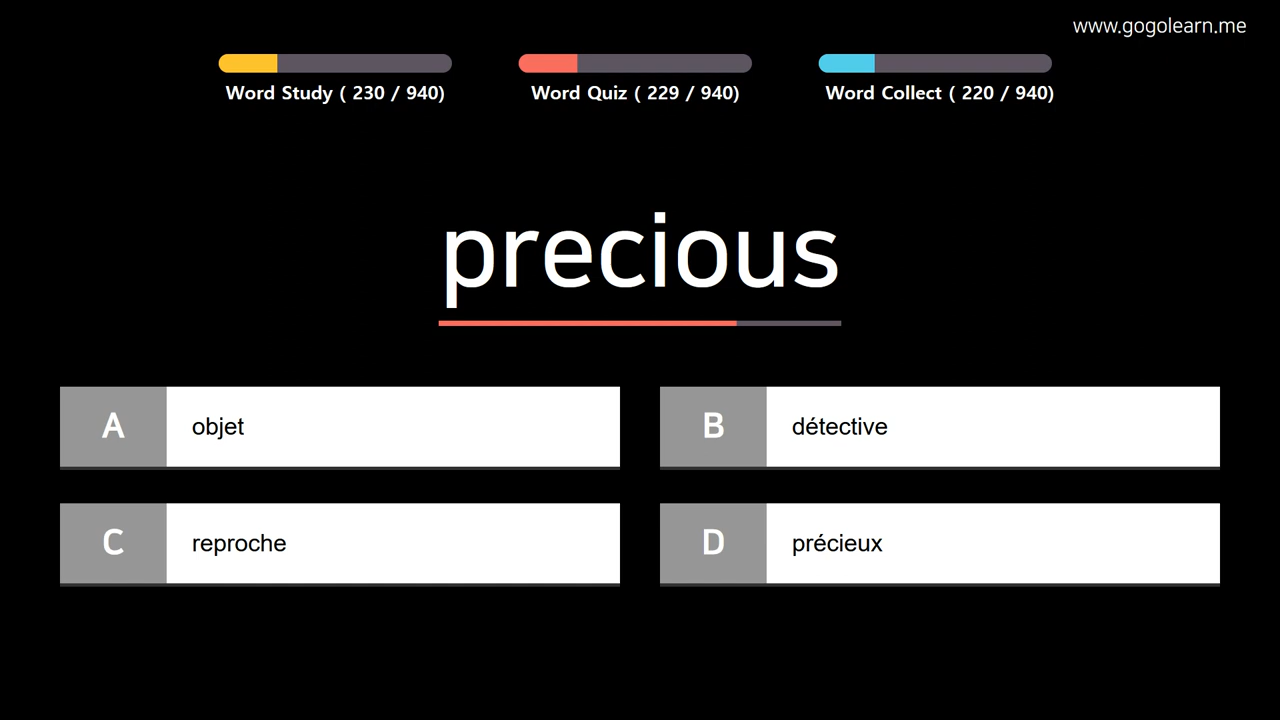 www.gogolearn.me
Word Study ( 230 / 940)
Word Quiz ( 229 / 940)
Word Collect ( 220 / 940)
precious
A objet
B détective
C reproche
D précieux